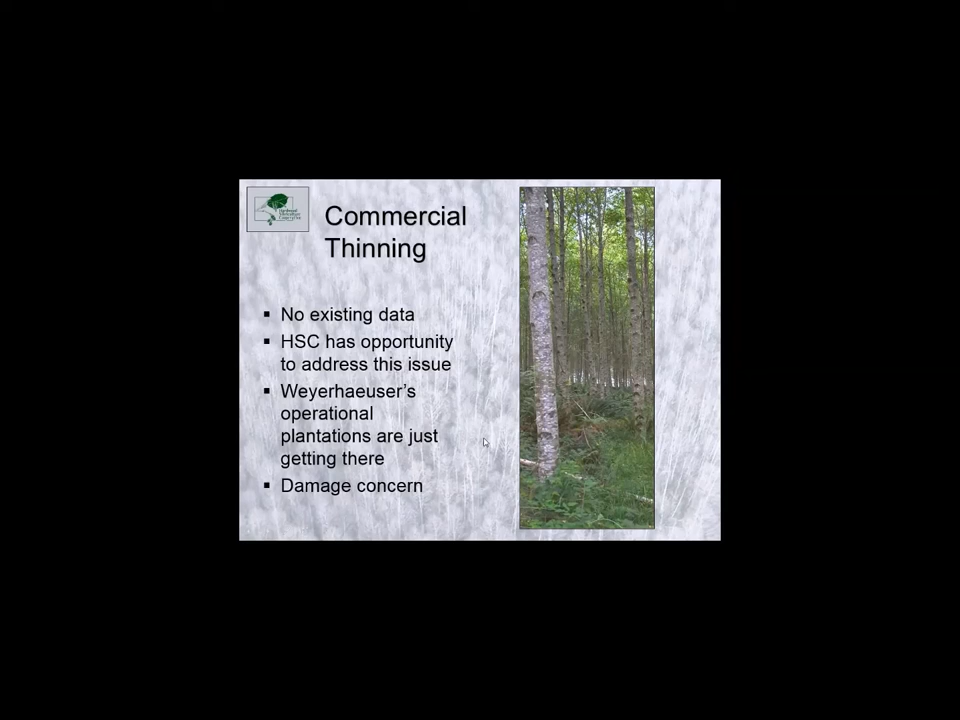 Commercial
Thinning
▪ No existing data
▪ HSC has opportunity
to address this issue
▪ Weyerhaeuser's
operational
plantations are just
getting there
▪ Damage concern